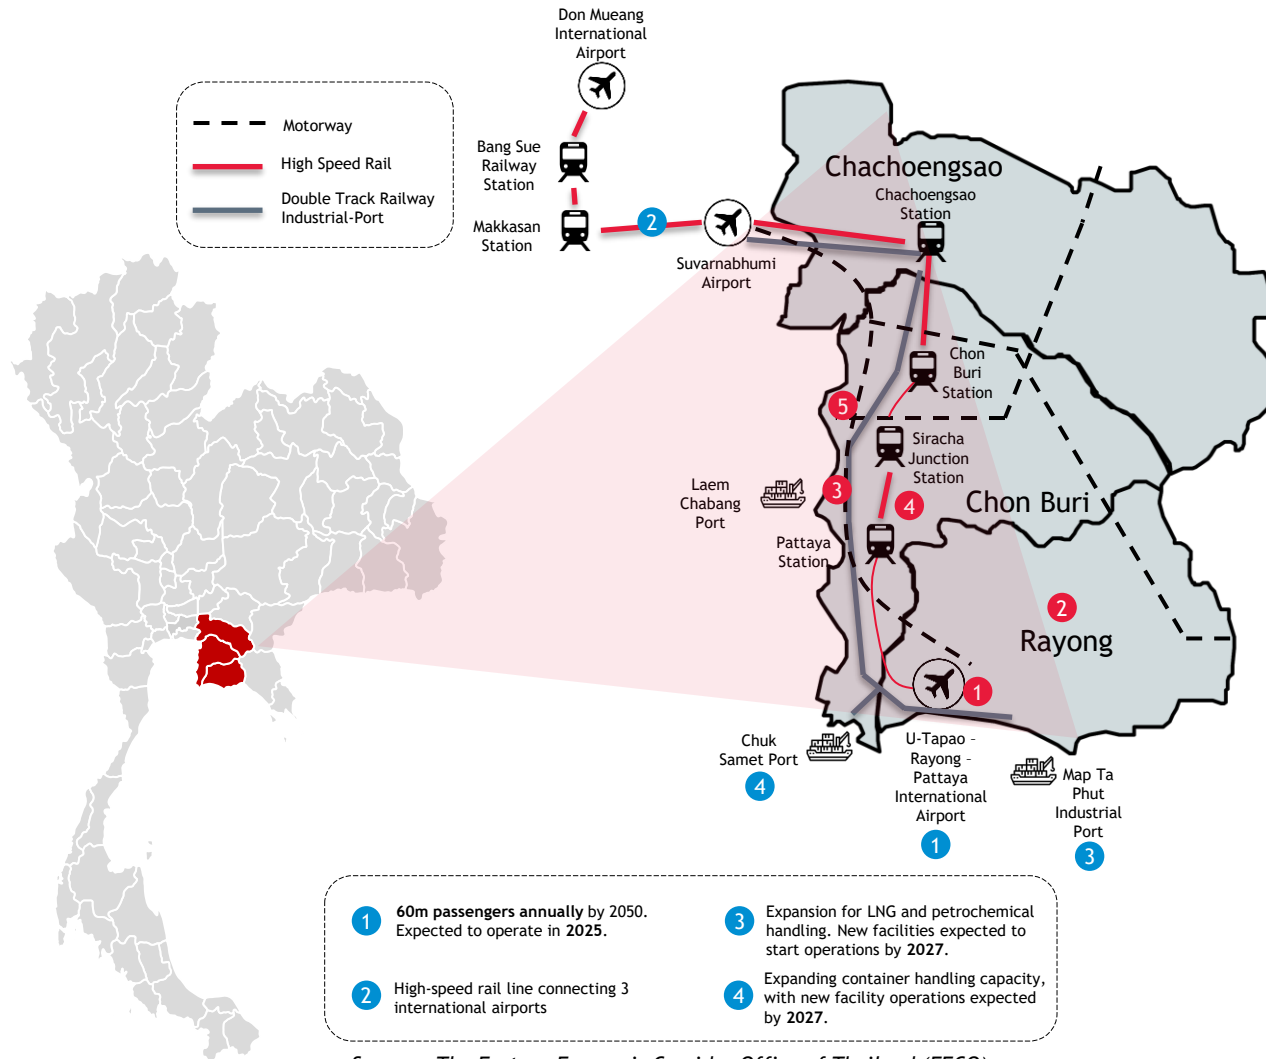 Don Mueang
International
Airport
Motorway
High Speed Rail
Double Track Railway
Industrial-Port
Bang Sue
Railway
Station
Makkasan
Station
2
Suvarnabhumi
Airport
Chachoengsao
Chachoengsao
Station
Chon
Buri
Station
5
Siracha
Junction
Station
Laem
Chabang
Port
3
4
Chon Buri
Pattaya
Station
2
Rayong
1
Chuk
Samet Port
4
U-Tapao –
Rayong –
Pattaya
International
Airport
1
Map Ta
Phut
Industrial
Port
3
1
60m passengers annually by 2050.
Expected to operate in 2025.
2
High-speed rail line connecting 3
international airports
3
Expansion for LNG and petrochemical
handling. New facilities expected to
start operations by 2027.
4
Expanding container handling capacity,
with new facility operations expected
by 2027.